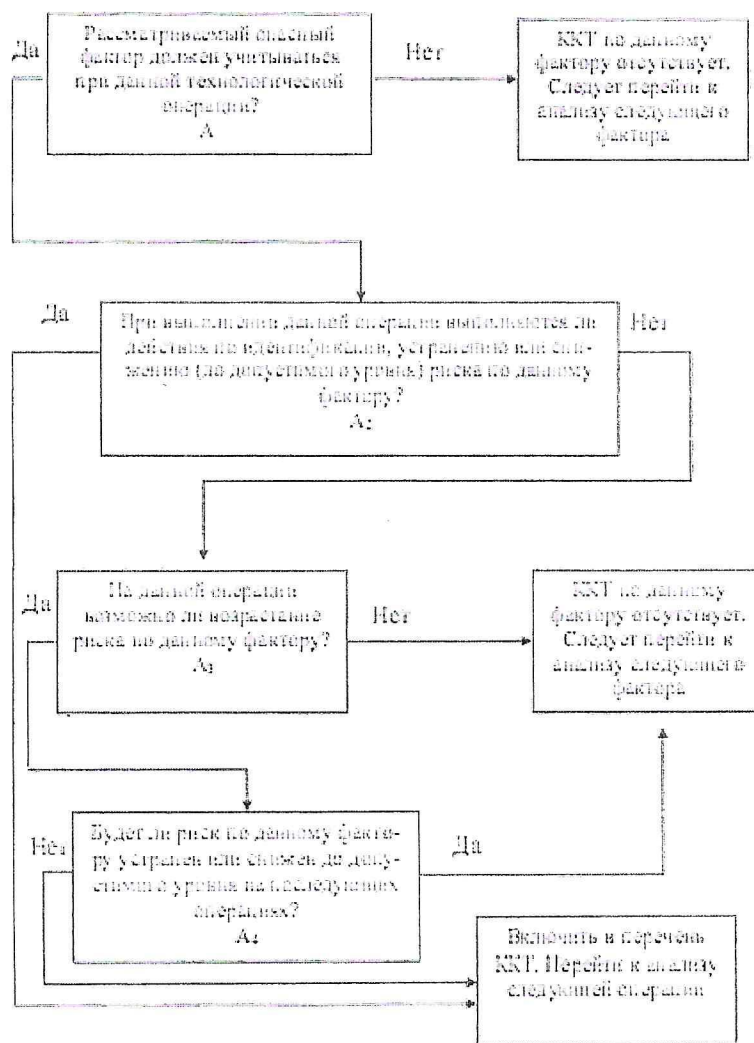 Да
Рассматриваемый опасный
фактор должен учитываться
при данной технологической
операции?
А
Нет
ККТ по данному
фактору отсутствует.
Следует перейти к
анализу следующего
фактора
Да
При выполнении данной операции выполняются ли
действия по идентификации, устранению или сни-
жению (до допустимого уровня) риска по данному
фактору?
А₂
Нет
Да
На данной операции
возможно ли возрастание
риска по данному фактору?
А₃
Нет
ККТ по данному
фактору отсутствует.
Следует перейти к
анализу следующего
фактора
Нет
Будет ли риск по данному факто-
ру устранен или снижен до допу-
стимого уровня на последующих
операциях?
А₄
Да
Включить в перечень
ККТ. Перейти к анализу
следующей операции